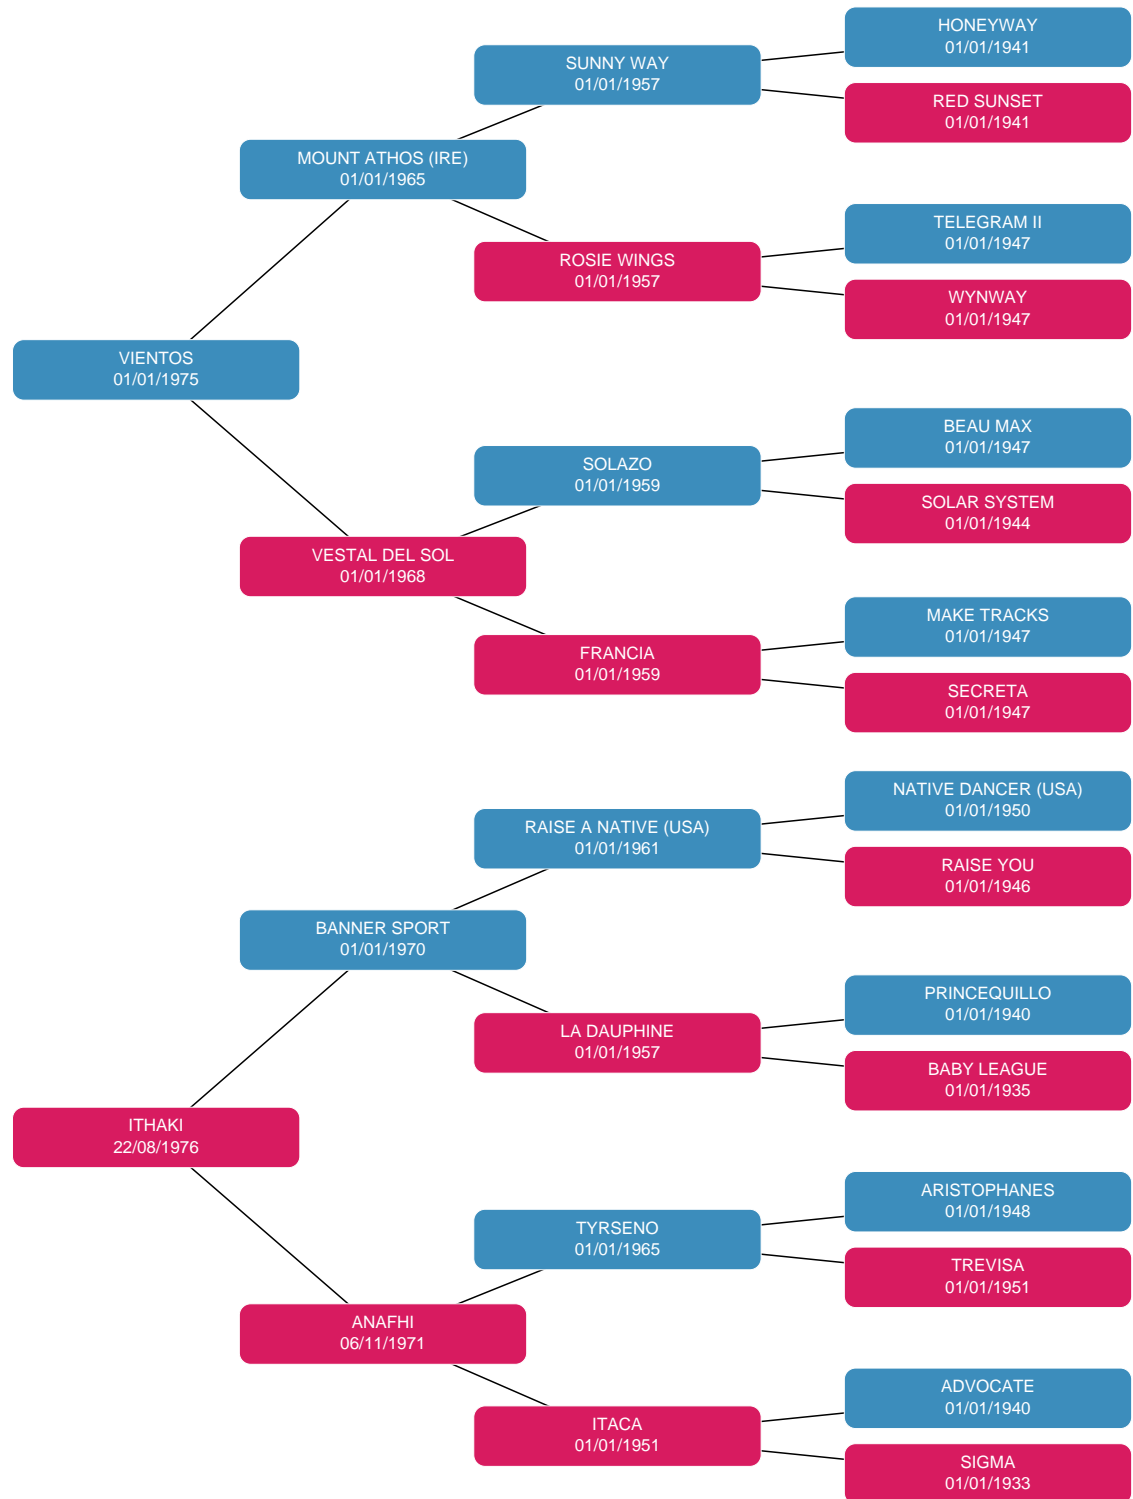 HONEYWAY
01/01/1941
SUNNY WAY
01/01/1957
RED SUNSET
01/01/1941
MOUNT ATHOS (IRE)
01/01/1965
TELEGRAM II
01/01/1947
ROSIE WINGS
01/01/1957
WYNWAY
01/01/1947
VIENTOS
01/01/1975
BEAU MAX
01/01/1947
SOLAZO
01/01/1959
SOLAR SYSTEM
01/01/1944
VESTAL DEL SOL
01/01/1968
MAKE TRACKS
01/01/1947
FRANCIA
01/01/1959
SECRETA
01/01/1947
NATIVE DANCER (USA)
01/01/1950
RAISE A NATIVE (USA)
01/01/1961
RAISE YOU
01/01/1946
BANNER SPORT
01/01/1970
PRINCEQUILLO
01/01/1940
LA DAUPHINE
01/01/1957
BABY LEAGUE
01/01/1935
ITHAKI
22/08/1976
ARISTOPHANES
01/01/1948
TYRSENO
01/01/1965
TREVISA
01/01/1951
ANAFHI
06/11/1971
ADVOCATE
01/01/1940
ITACA
01/01/1951
SIGMA
01/01/1933